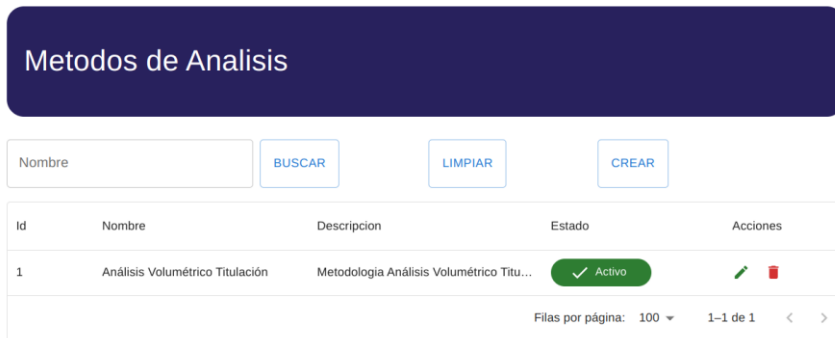 Metodos de Analisis
Nombre BUSCAR LIMPIAR CREAR
Id Nombre Descripcion Estado Acciones
1 Análisis Volumétrico Titulación Metodologia Análisis Volumétrico Titu… Activo
Filas por página: 100 1–1 de 1